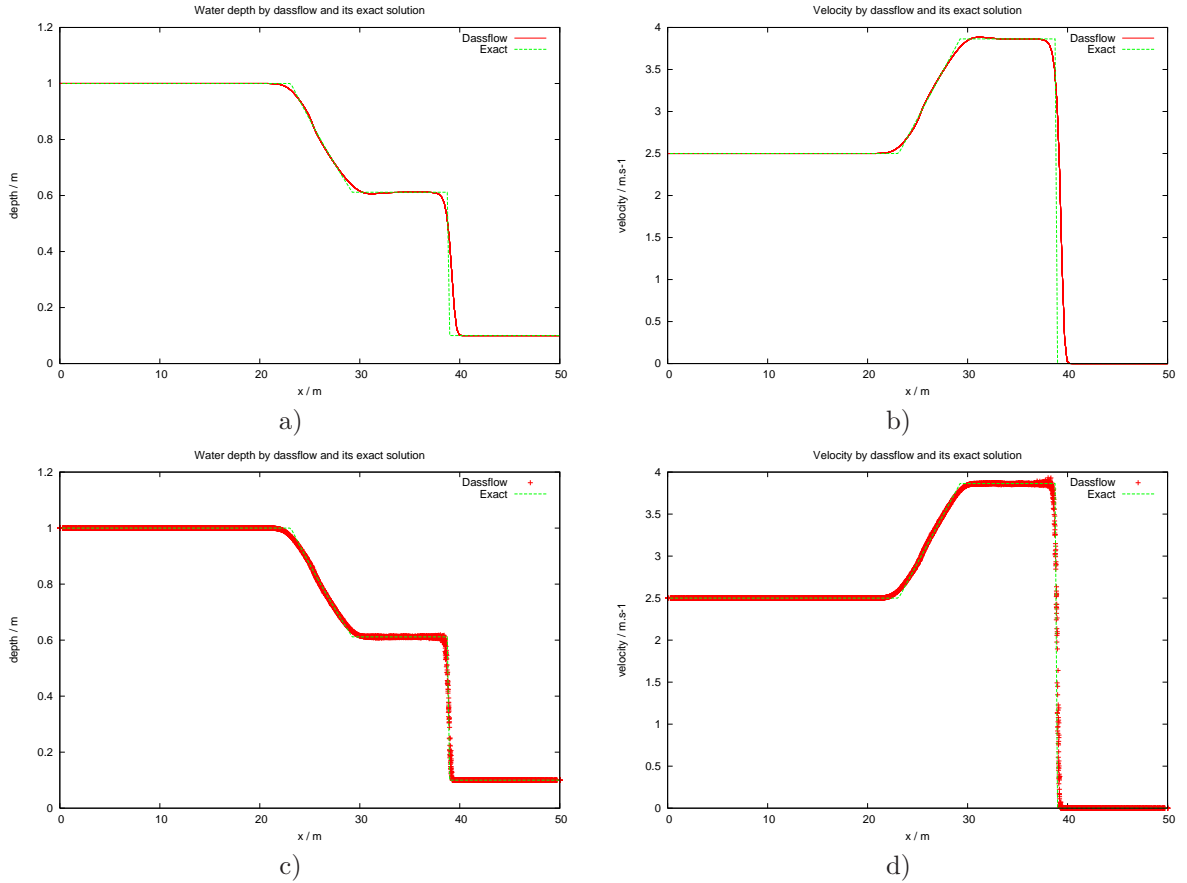 Water depth by dassflow and its exact solution
1.2
1
0.8
0.6
0.4
0.2
0
0 10 20 30 40 50
depth / m
x / m
Dassflow
Exact
a)
Velocity by dassflow and its exact solution
4
3.5
3
2.5
2
1.5
1
0.5
0
0 10 20 30 40 50
velocity / m.s-1
x / m
Dassflow
Exact
b)
Water depth by dassflow and its exact solution
1.2
1
0.8
0.6
0.4
0.2
0
0 10 20 30 40 50
depth / m
x / m
Dassflow
Exact
c)
Velocity by dassflow and its exact solution
4
3.5
3
2.5
2
1.5
1
0.5
0
0 10 20 30 40 50
velocity / m.s-1
x / m
Dassflow
Exact
d)